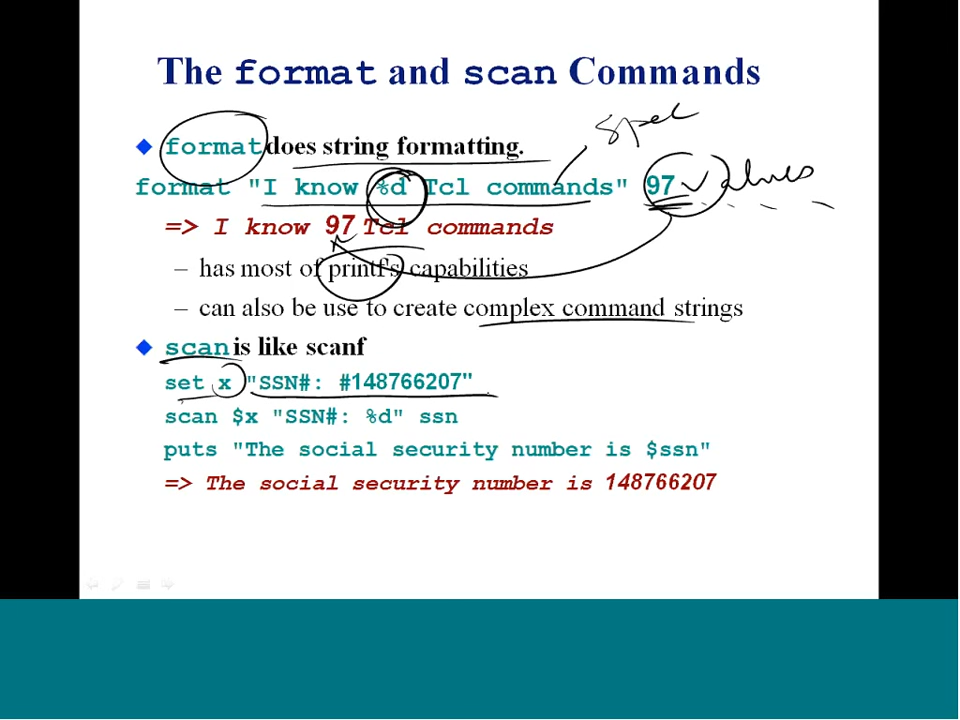 The format and scan Commands
format does string formatting.
spec
format "I know %d Tcl commands" 97 values
=> I know 97 Tcl commands
– has most of printf's capabilities
– can also be use to create complex command strings
scan is like scanf
set x "SSN#: #148766207"
scan $x "SSN#: %d" ssn
puts "The social security number is $ssn"
=> The social security number is 148766207